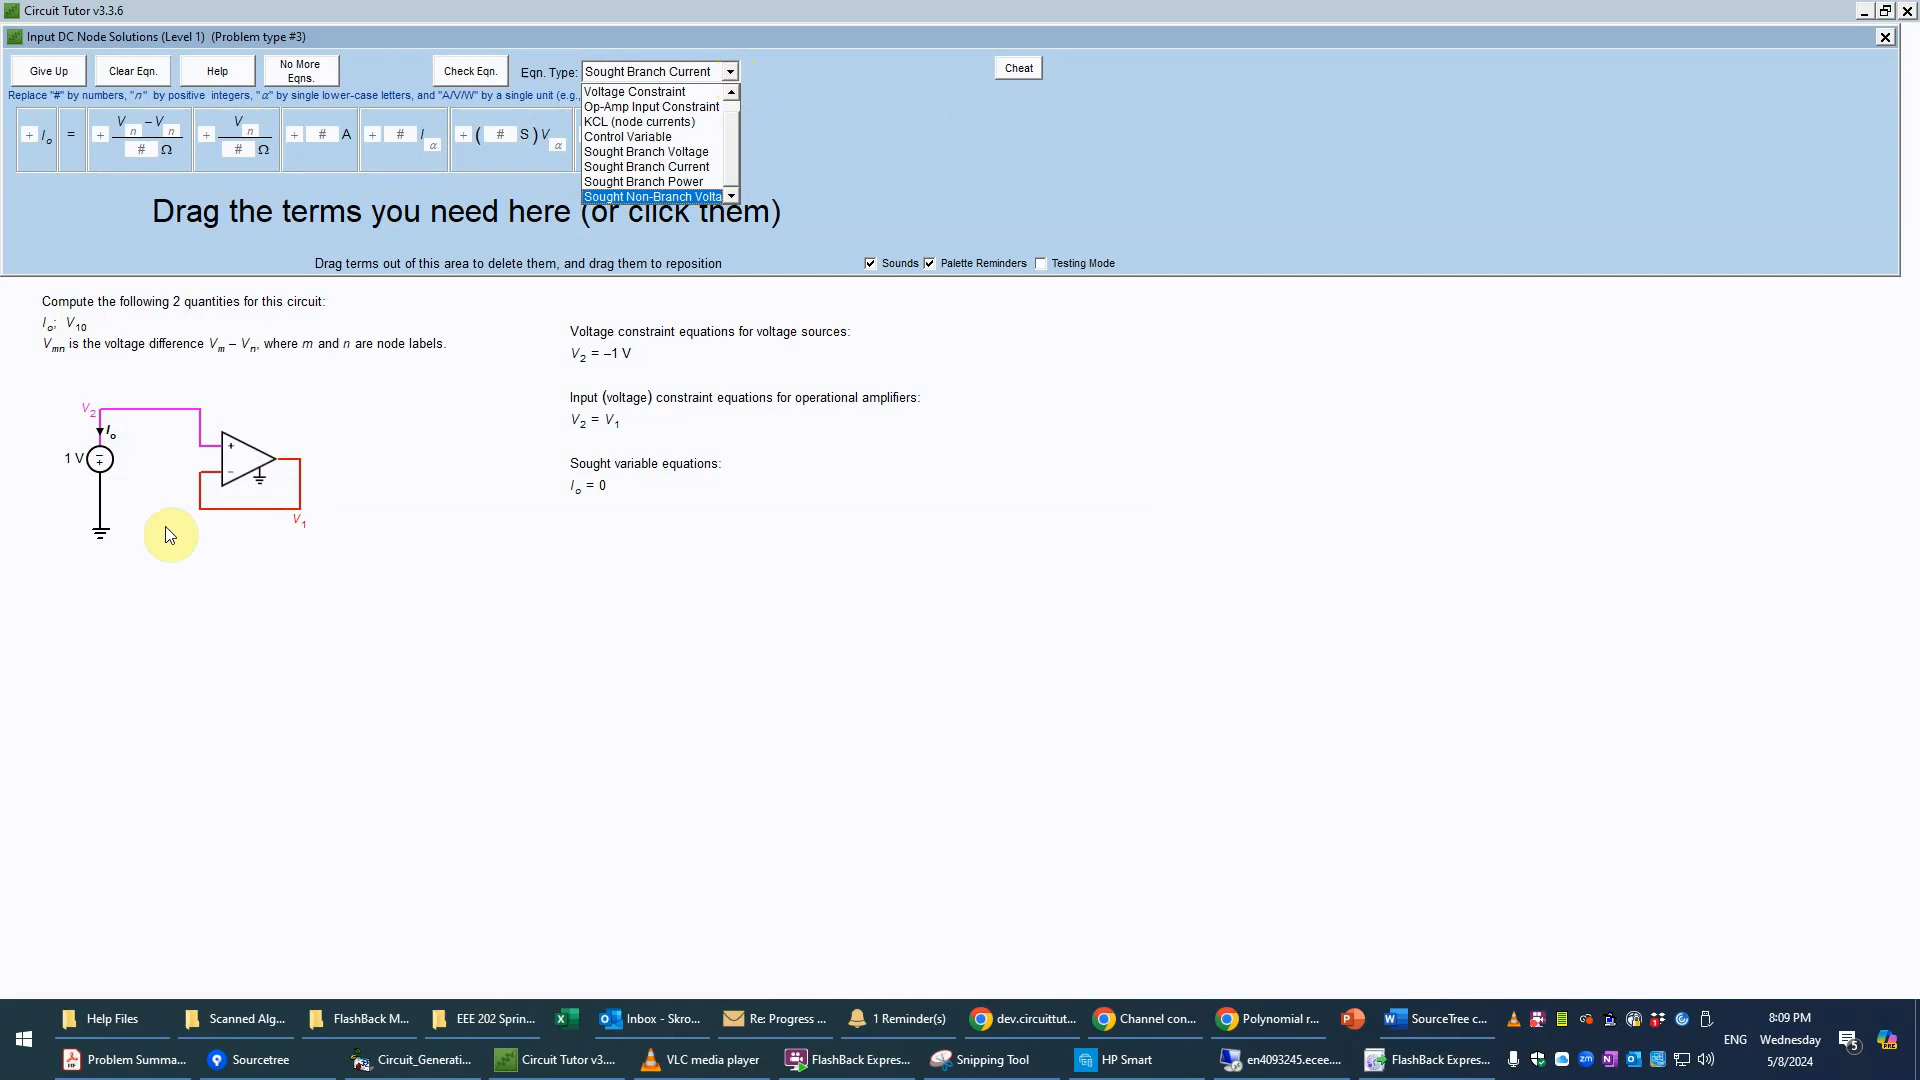 Circuit Tutor v3.3.6
Input DC Node Solutions (Level 1) (Problem type #3)
Give Up
Clear Eqn.
Help
No More
Eqns.
Check Eqn.
Eqn. Type:
Sought Branch Current
Cheat
Replace "#" by numbers, "n" by positive integers, "α" by single lower-case letters, and "A/V/W" by a single unit (e.g.,
Voltage Constraint
Op-Amp Input Constraint
KCL (node currents)
Control Variable
Sought Branch Voltage
Sought Branch Current
Sought Branch Power
Sought Non-Branch Volta
+ Io = + Vn – Vn / # Ω + Vn / # Ω + # A + # Iα + ( # S ) Vα
Drag the terms you need here (or click them)
Drag terms out of this area to delete them, and drag them to reposition
Sounds
Palette Reminders
Testing Mode
Compute the following 2 quantities for this circuit:
Io; V10
Vmn is the voltage difference Vm – Vn, where m and n are node labels.
Voltage constraint equations for voltage sources:
V2 = –1 V
Input (voltage) constraint equations for operational amplifiers:
V2 = V1
Sought variable equations:
Io = 0
V2
Io
1 V
–
+
+
–
V1
Help Files
Scanned Alg...
FlashBack M...
EEE 202 Sprin...
Inbox - Skro...
Re: Progress ...
1 Reminder(s)
dev.circuittut...
Channel con...
Polynomial r...
SourceTree c...
8:09 PM
ENG
Wednesday
5
Problem Summa...
Sourcetree
Circuit_Generati...
Circuit Tutor v3....
VLC media player
FlashBack Expres...
Snipping Tool
HP Smart
en4093245.ecee....
FlashBack Expres...
5/8/2024